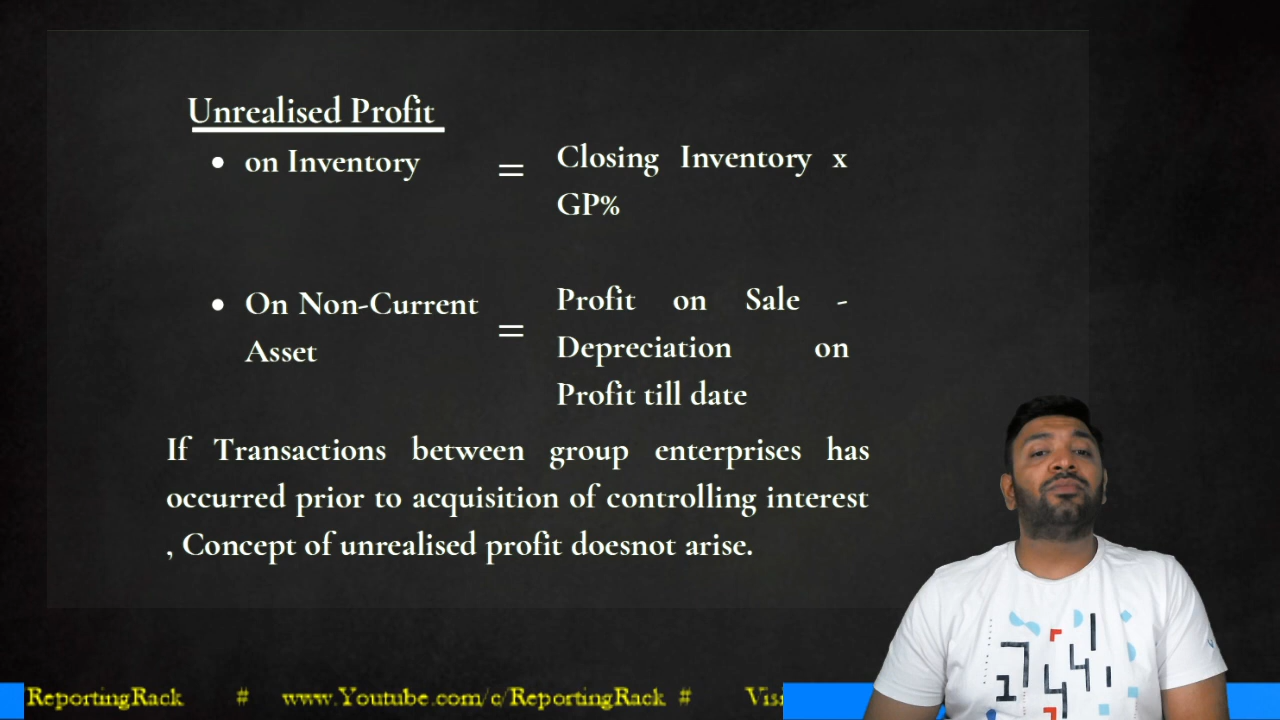 Unrealised Profit
• on Inventory = Closing Inventory x
GP%
• On Non-Current
Asset
= Profit on Sale -
Depreciation on
Profit till date
If Transactions between group enterprises has
occurred prior to acquisition of controlling interest
, Concept of unrealised profit doesnot arise.
ReportingRack # www.Youtube.com/c/ReportingRack #